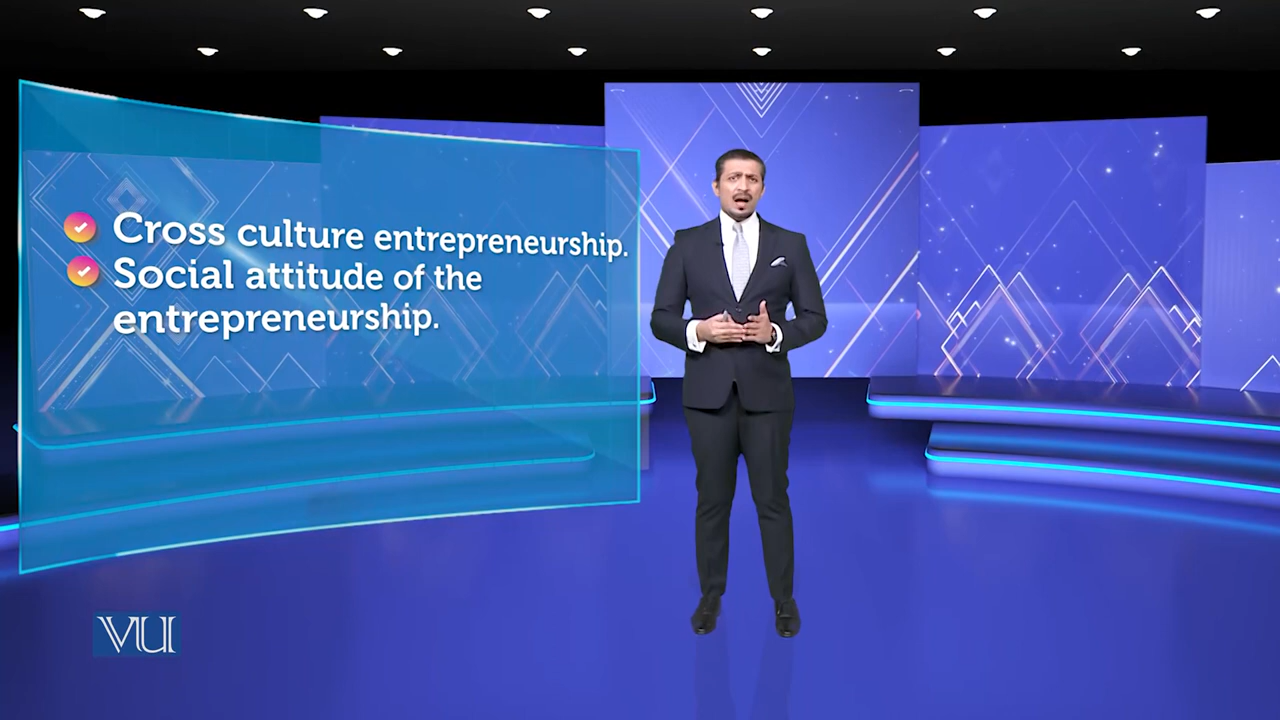 Cross culture entrepreneurship.
Social attitude of the
entrepreneurship.
VU